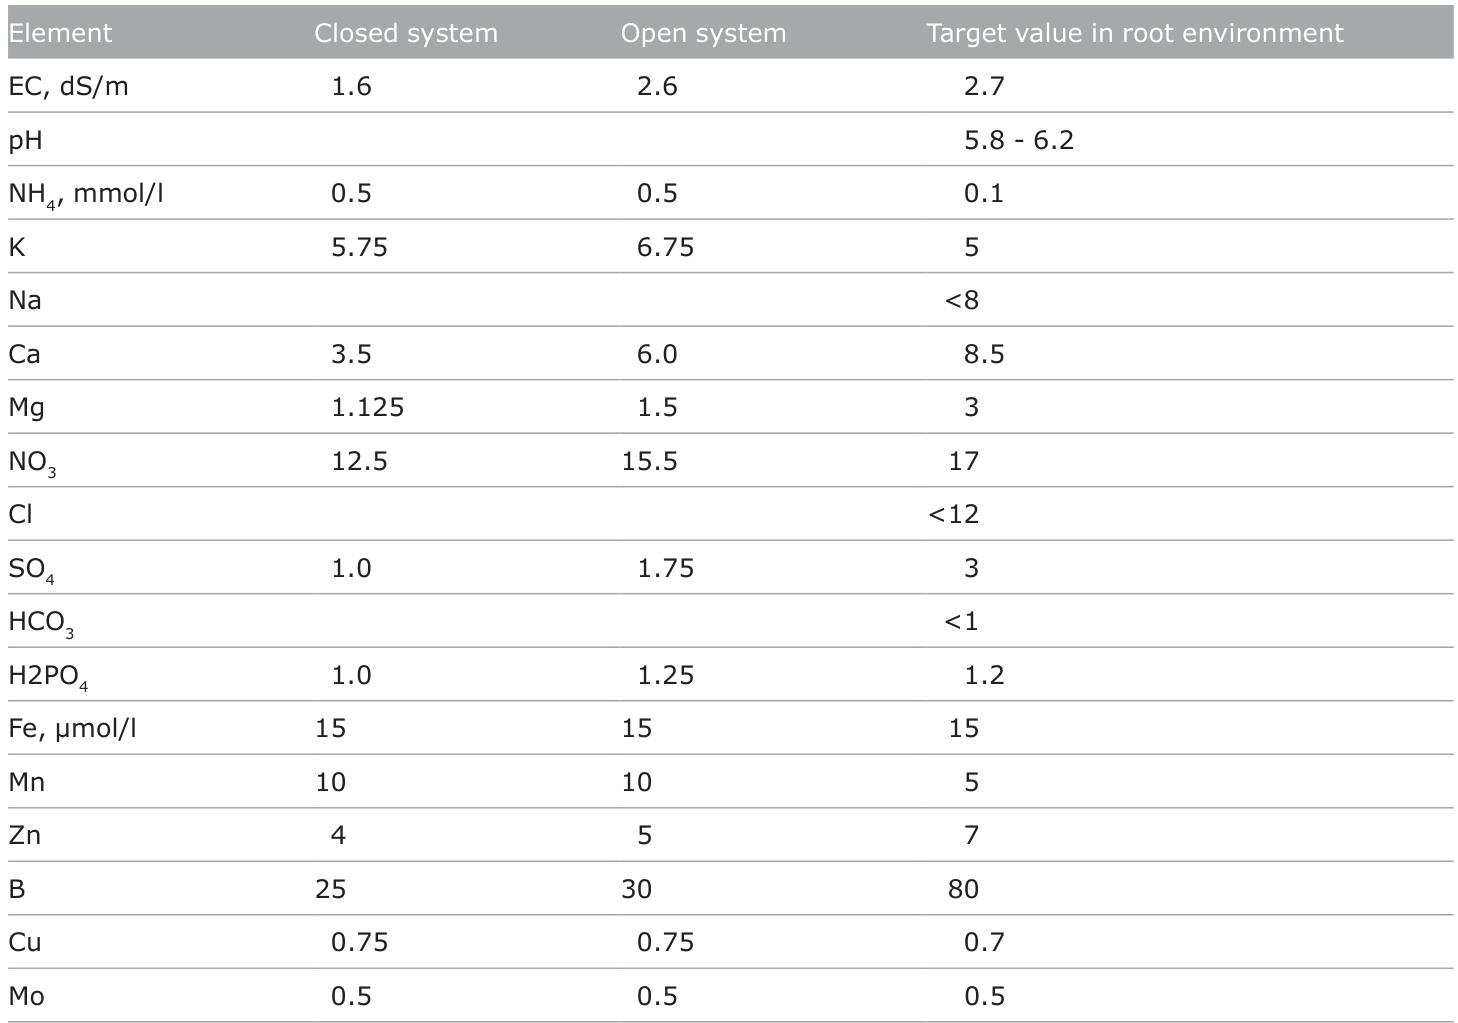 Element Closed system Open system Target value in root environment
EC, dS/m 1.6 2.6 2.7
pH 5.8 - 6.2
NH4, mmol/l 0.5 0.5 0.1
K 5.75 6.75 5
Na <8
Ca 3.5 6.0 8.5
Mg 1.125 1.5 3
NO3 12.5 15.5 17
Cl <12
SO4 1.0 1.75 3
HCO3 <1
H2PO4 1.0 1.25 1.2
Fe, µmol/l 15 15 15
Mn 10 10 5
Zn 4 5 7
B 25 30 80
Cu 0.75 0.75 0.7
Mo 0.5 0.5 0.5